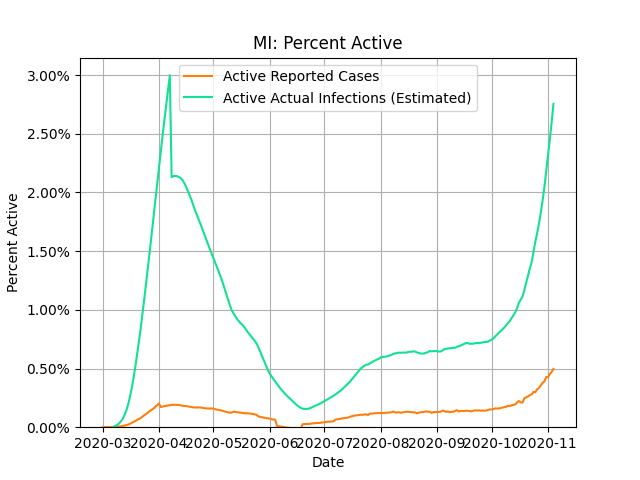 MI: Percent Active
Active Reported Cases
Active Actual Infections (Estimated)
Percent Active
3.00%
2.50%
2.00%
1.50%
1.00%
0.50%
0.00%
2020-03 2020-04 2020-05 2020-06 2020-07 2020-08 2020-09 2020-10 2020-11
Date